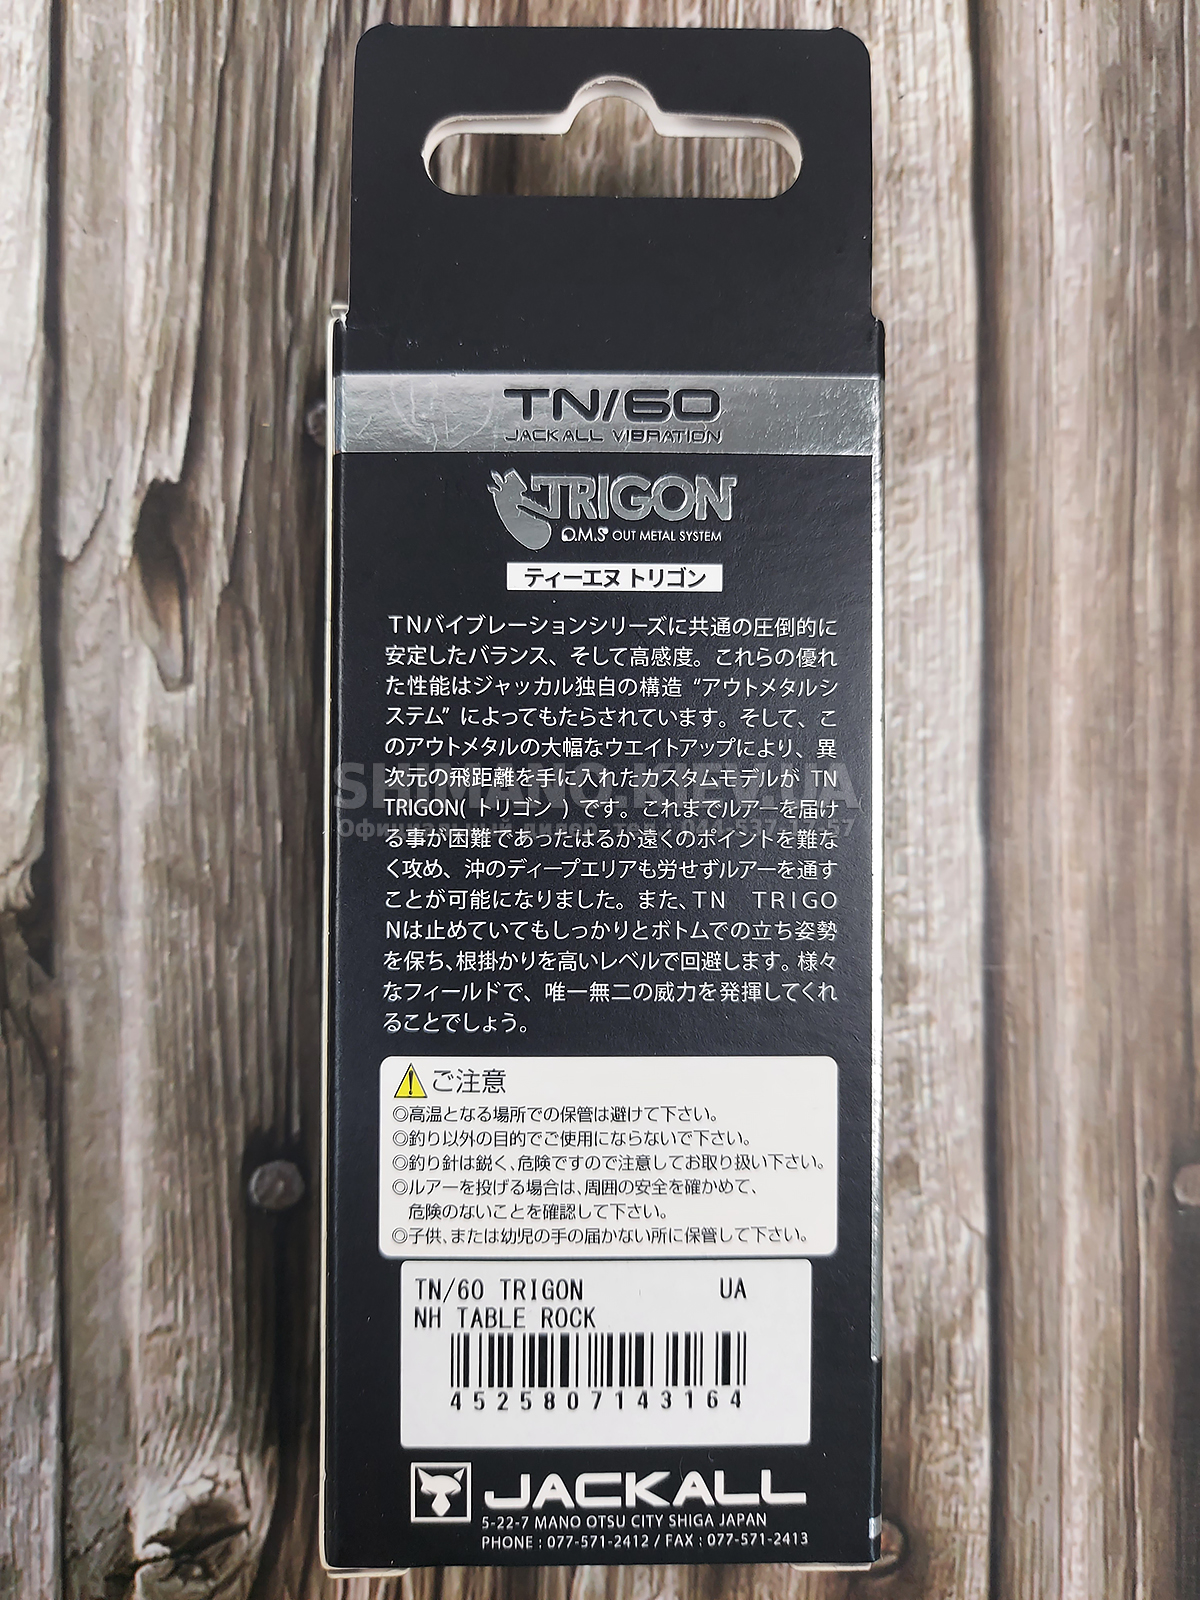 TN/60
JACKALL VIBRATION
TRIGON
O.M.S OUT METAL SYSTEM
ティーエヌ トリゴン
TNバイブレーションシリーズに共通の圧倒的に
安定したバランス、そして高感度。これらの優れ
た性能はジャッカル独自の構造 “アウトメタルシ
ステム” によってもたらされています。そして、こ
のアウトメタルの大幅なウエイトアップにより、異
次元の飛距離を手に入れたカスタムモデルが TN
TRIGON( トリゴン ) です。これまでルアーを届け
る事が困難であったはるか遠くのポイントを難な
く攻め、沖のディープエリアも労せずルアーを通す
ことが可能になりました。また、TN TRIGO
Nは止めていてもしっかりとボトムでの立ち姿勢
を保ち、根掛かりを高いレベルで回避します。様々
なフィールドで、唯一無二の威力を発揮してくれ
ることでしょう。
SHIMANO.KIEV.UA
Официальный дилер
ご注意
◎高温となる場所での保管は避けて下さい。
◎釣り以外の目的でご使用にならないで下さい。
◎釣り針は鋭く、危険ですので注意してお取り扱い下さい。
◎ルアーを投げる場合は、周囲の安全を確かめて、
危険のないことを確認して下さい。
◎子供、または幼児の手の届かない所に保管して下さい。
TN/60 TRIGON UA
NH TABLE ROCK
4525807143164
JACKALL
5-22-7 MANO OTSU CITY SHIGA JAPAN
PHONE : 077-571-2412 / FAX : 077-571-2413